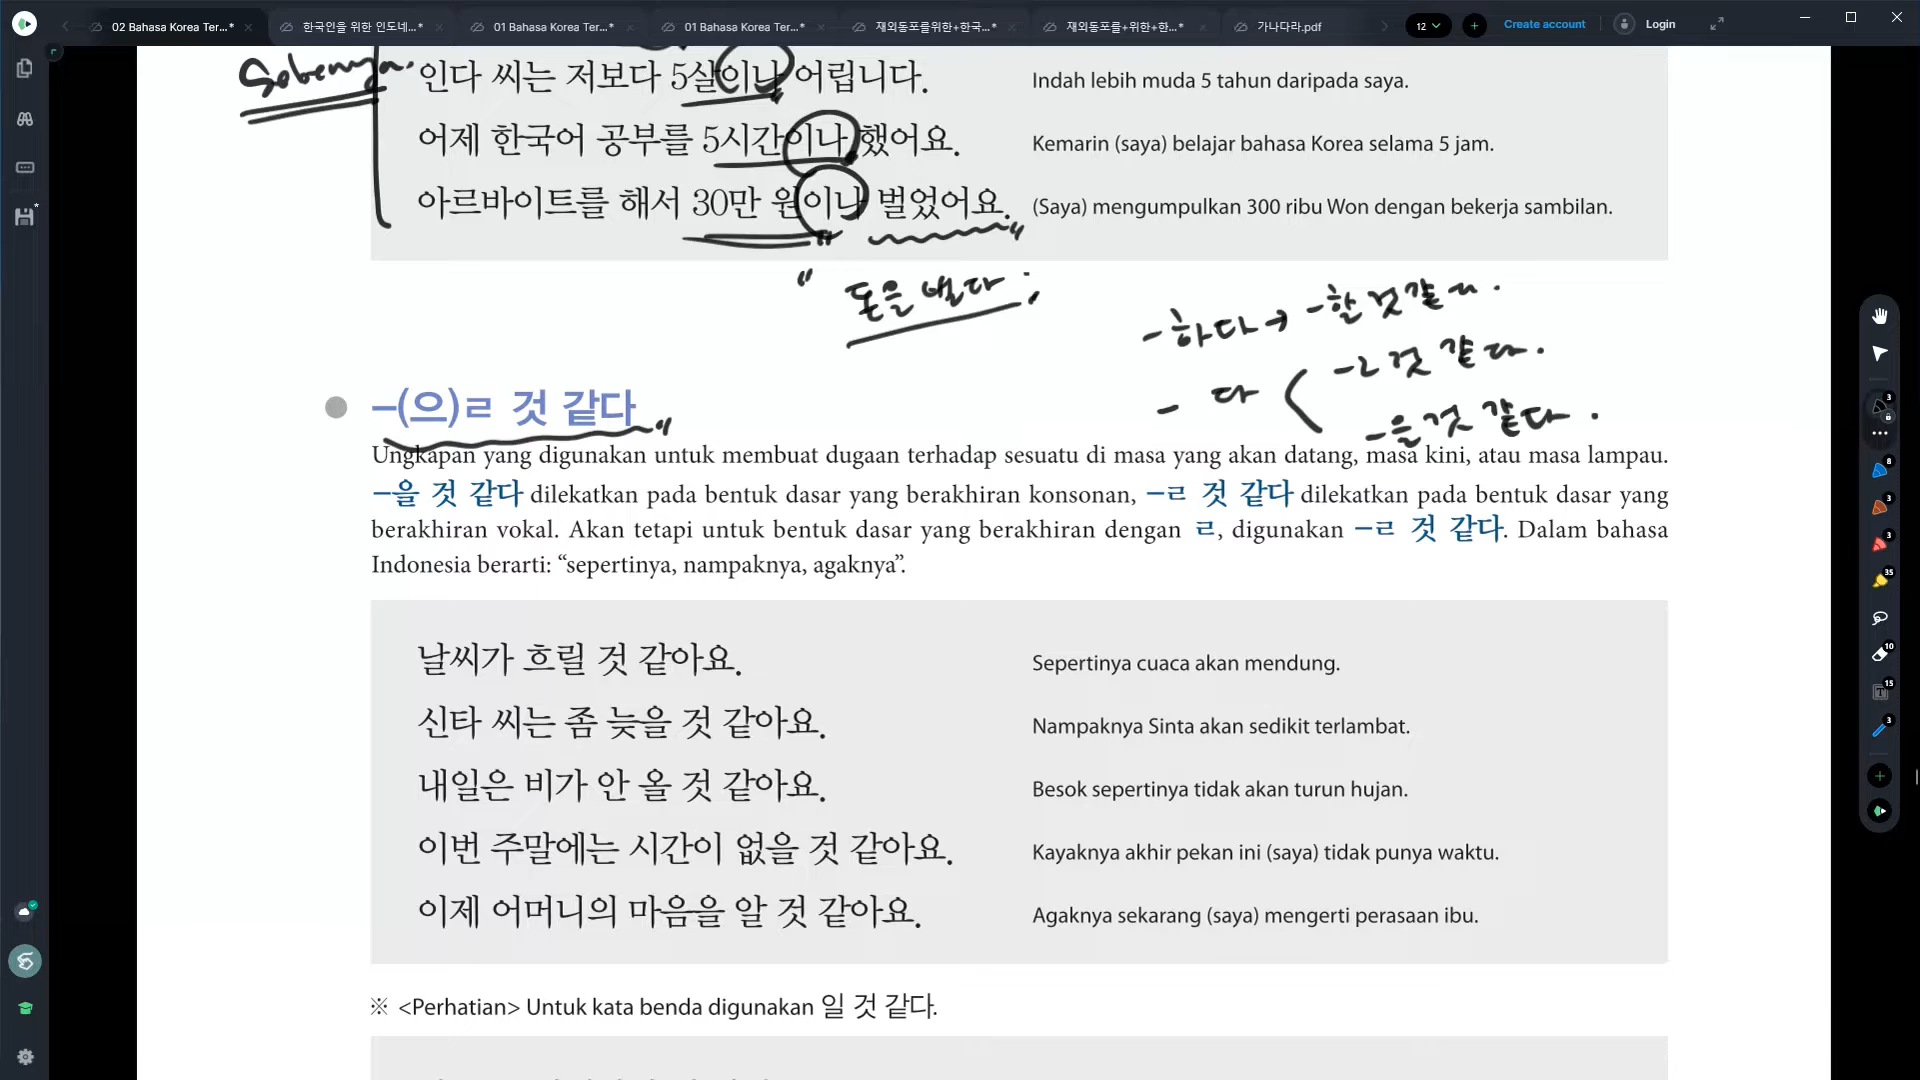 02 Bahasa Korea Ter...*
한국인을 위한 인도네...*
01 Bahasa Korea Ter...*
01 Bahasa Korea Ter...*
재외동포를위한+한국...*
재외동포를+위한+한...*
가나다라.pdf
12
Create account
Login
인다 씨는 저보다 5살이나 어립니다.
Indah lebih muda 5 tahun daripada saya.
어제 한국어 공부를 5시간이나 했어요.
Kemarin (saya) belajar bahasa Korea selama 5 jam.
아르바이트를 해서 30만 원이나 벌었어요.
(Saya) mengumpulkan 300 ribu Won dengan bekerja sambilan.
-하다→ -할 것 같다.
-다
-ㄹ 것 같다.
-을 것 같다.
-(으)ㄹ 것 같다
Ungkapan yang digunakan untuk membuat dugaan terhadap sesuatu di masa yang akan datang, masa kini, atau masa lampau.
-을 것 같다 dilekatkan pada bentuk dasar yang berakhiran konsonan, -ㄹ 것 같다 dilekatkan pada bentuk dasar yang
berakhiran vokal. Akan tetapi untuk bentuk dasar yang berakhiran dengan ㄹ, digunakan -ㄹ 것 같다. Dalam bahasa
Indonesia berarti: “sepertinya, nampaknya, agaknya”.
날씨가 흐릴 것 같아요.
Sepertinya cuaca akan mendung.
신타 씨는 좀 늦을 것 같아요.
Nampaknya Sinta akan sedikit terlambat.
내일은 비가 안 올 것 같아요.
Besok sepertinya tidak akan turun hujan.
이번 주말에는 시간이 없을 것 같아요.
Kayaknya akhir pekan ini (saya) tidak punya waktu.
이제 어머니의 마음을 알 것 같아요.
Agaknya sekarang (saya) mengerti perasaan ibu.
※ <Perhatian> Untuk kata benda digunakan 일 것 같다.
3
8
3
3
35
10
15
3